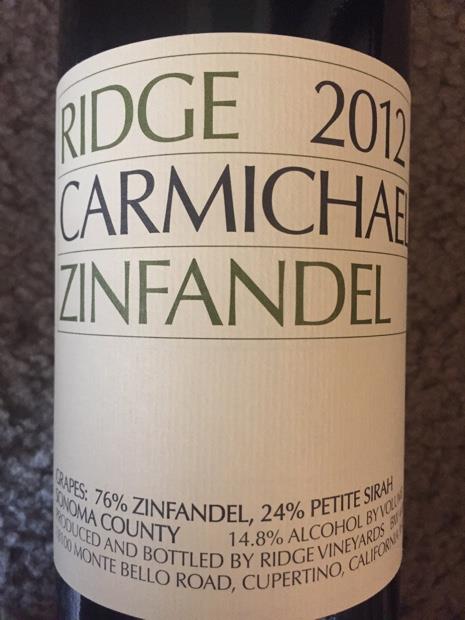 RIDGE 2012
CARMICHAEL
ZINFANDEL
GRAPES: 76% ZINFANDEL, 24% PETITE SIRAH
SONOMA COUNTY 14.8% ALCOHOL BY VOLUME
PRODUCED AND BOTTLED BY RIDGE VINEYARDS
MONTE BELLO ROAD, CUPERTINO, CALIFORNIA